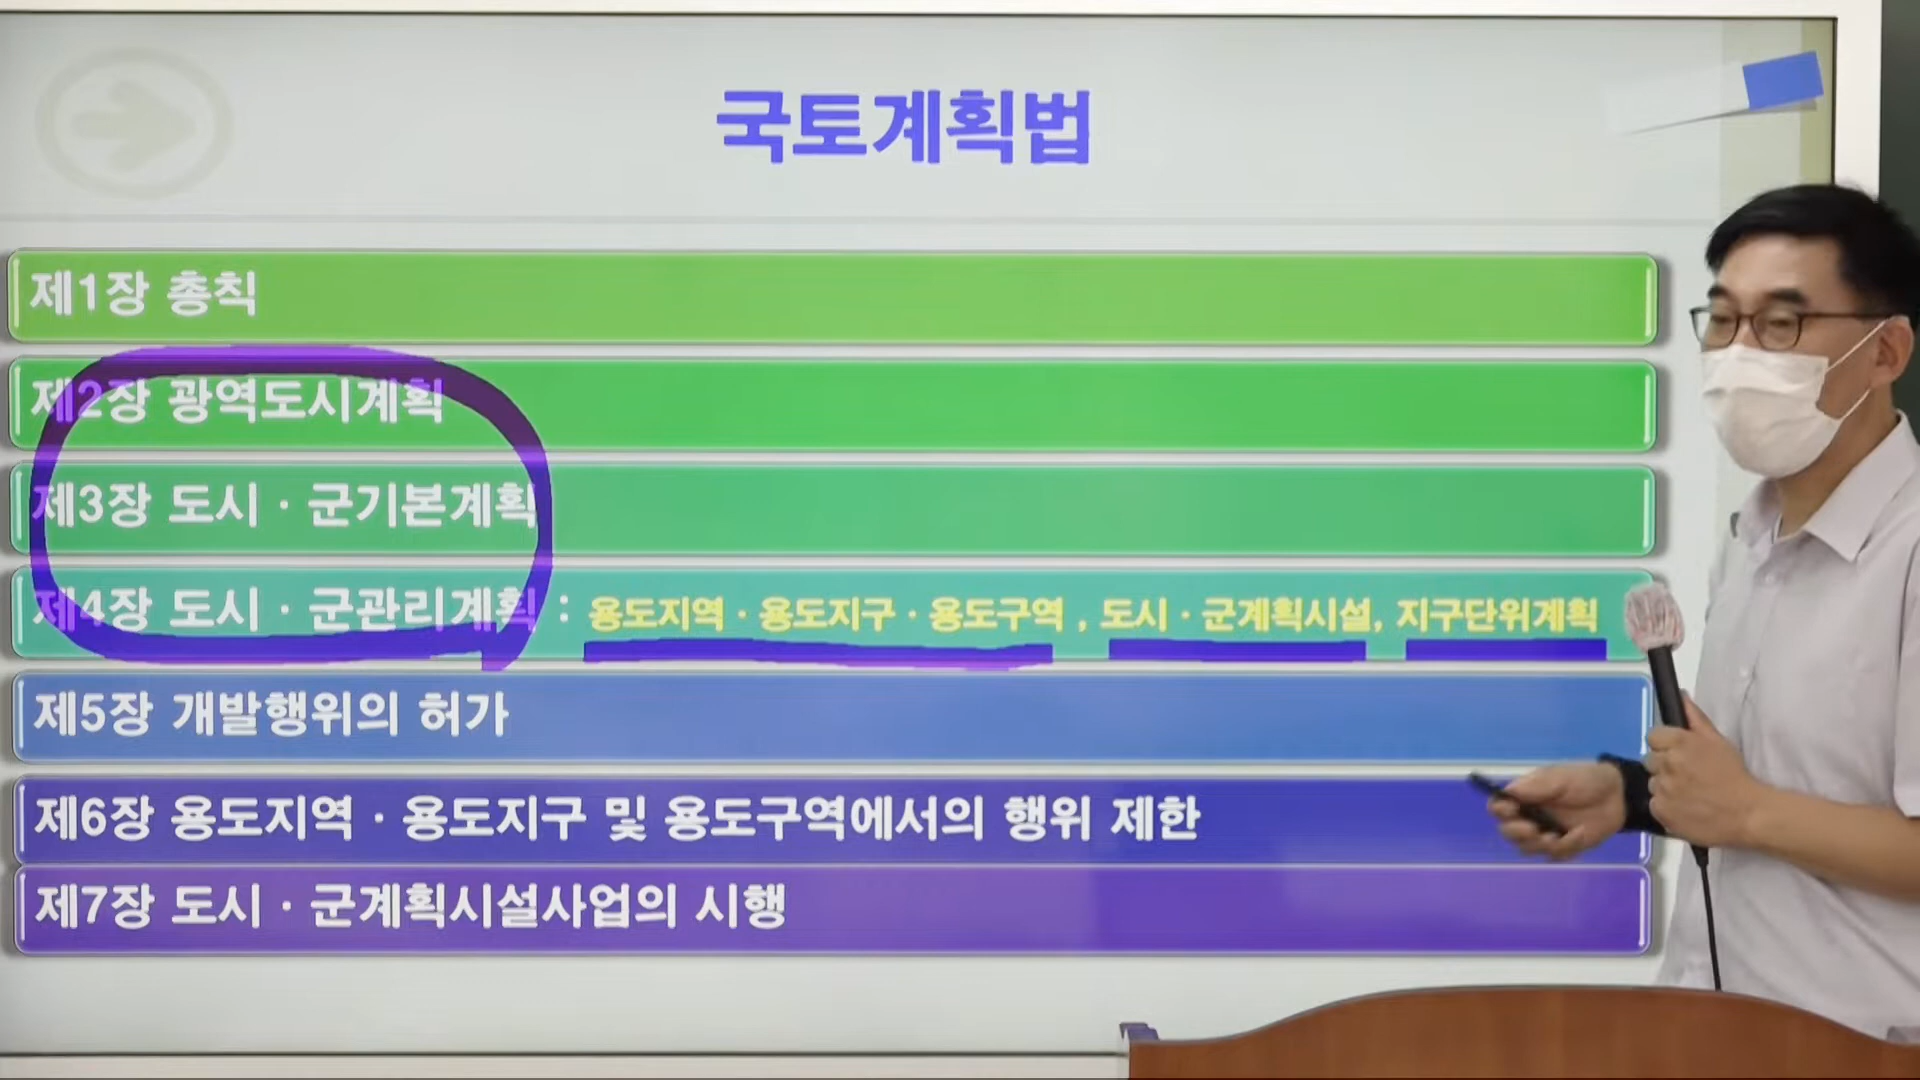 국토계획법
제1장 총칙
제2장 광역도시계획
제3장 도시 · 군기본계획
제4장 도시 · 군관리계획 : 용도지역 · 용도지구 · 용도구역 , 도시 · 군계획시설, 지구단위계획
제5장 개발행위의 허가
제6장 용도지역 · 용도지구 및 용도구역에서의 행위 제한
제7장 도시 · 군계획시설사업의 시행